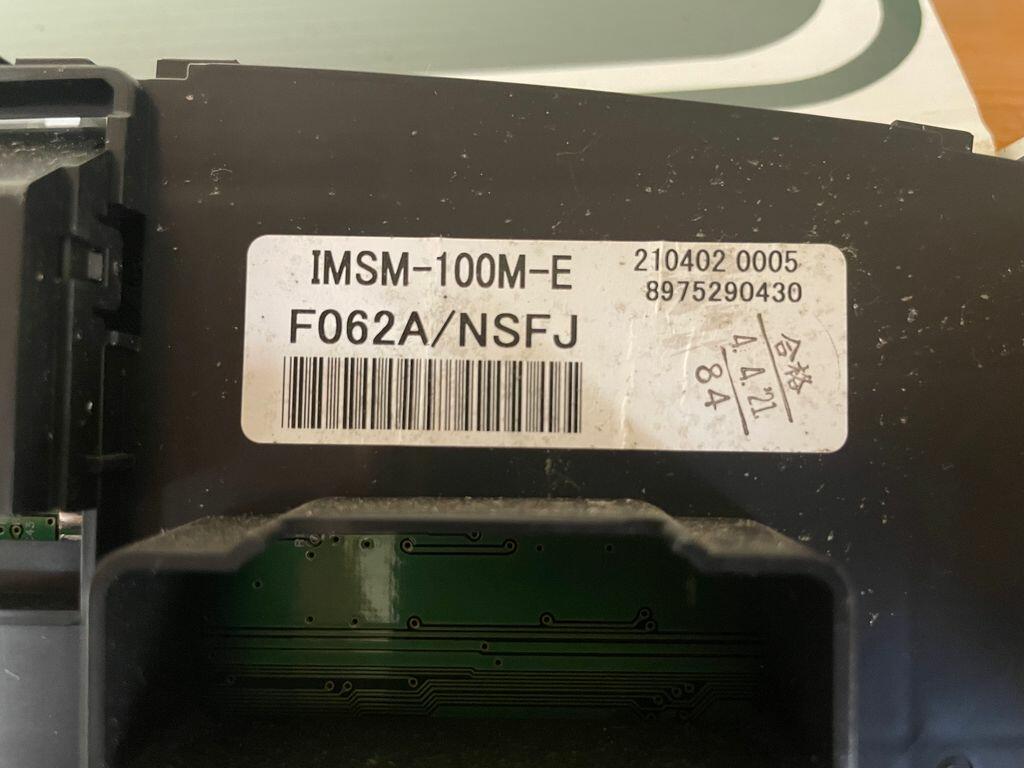 IMSM-100M-E
210402 0005
8975290430
F062A/NSFJ
合格
4. 4.'21
84